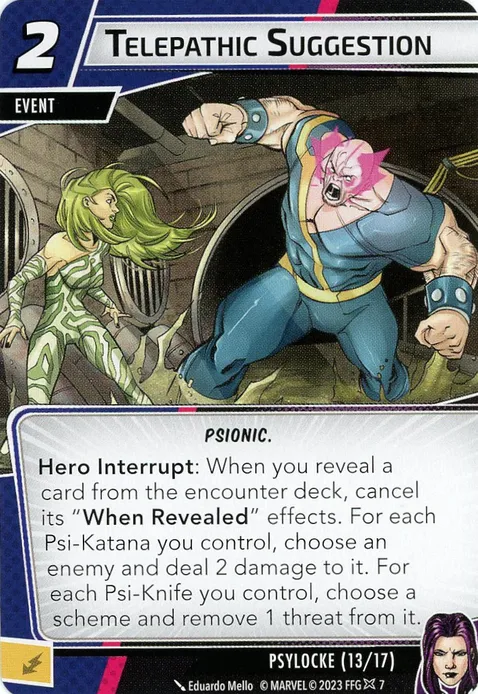 2
TELEPATHIC SUGGESTION
EVENT
PSIONIC.
Hero Interrupt: When you reveal a
card from the encounter deck, cancel
its “When Revealed” effects. For each
Psi-Katana you control, choose an
enemy and deal 2 damage to it. For
each Psi-Knife you control, choose a
scheme and remove 1 threat from it.
PSYLOCKE (13/17)
Eduardo Mello © MARVEL © 2023 FFG 7